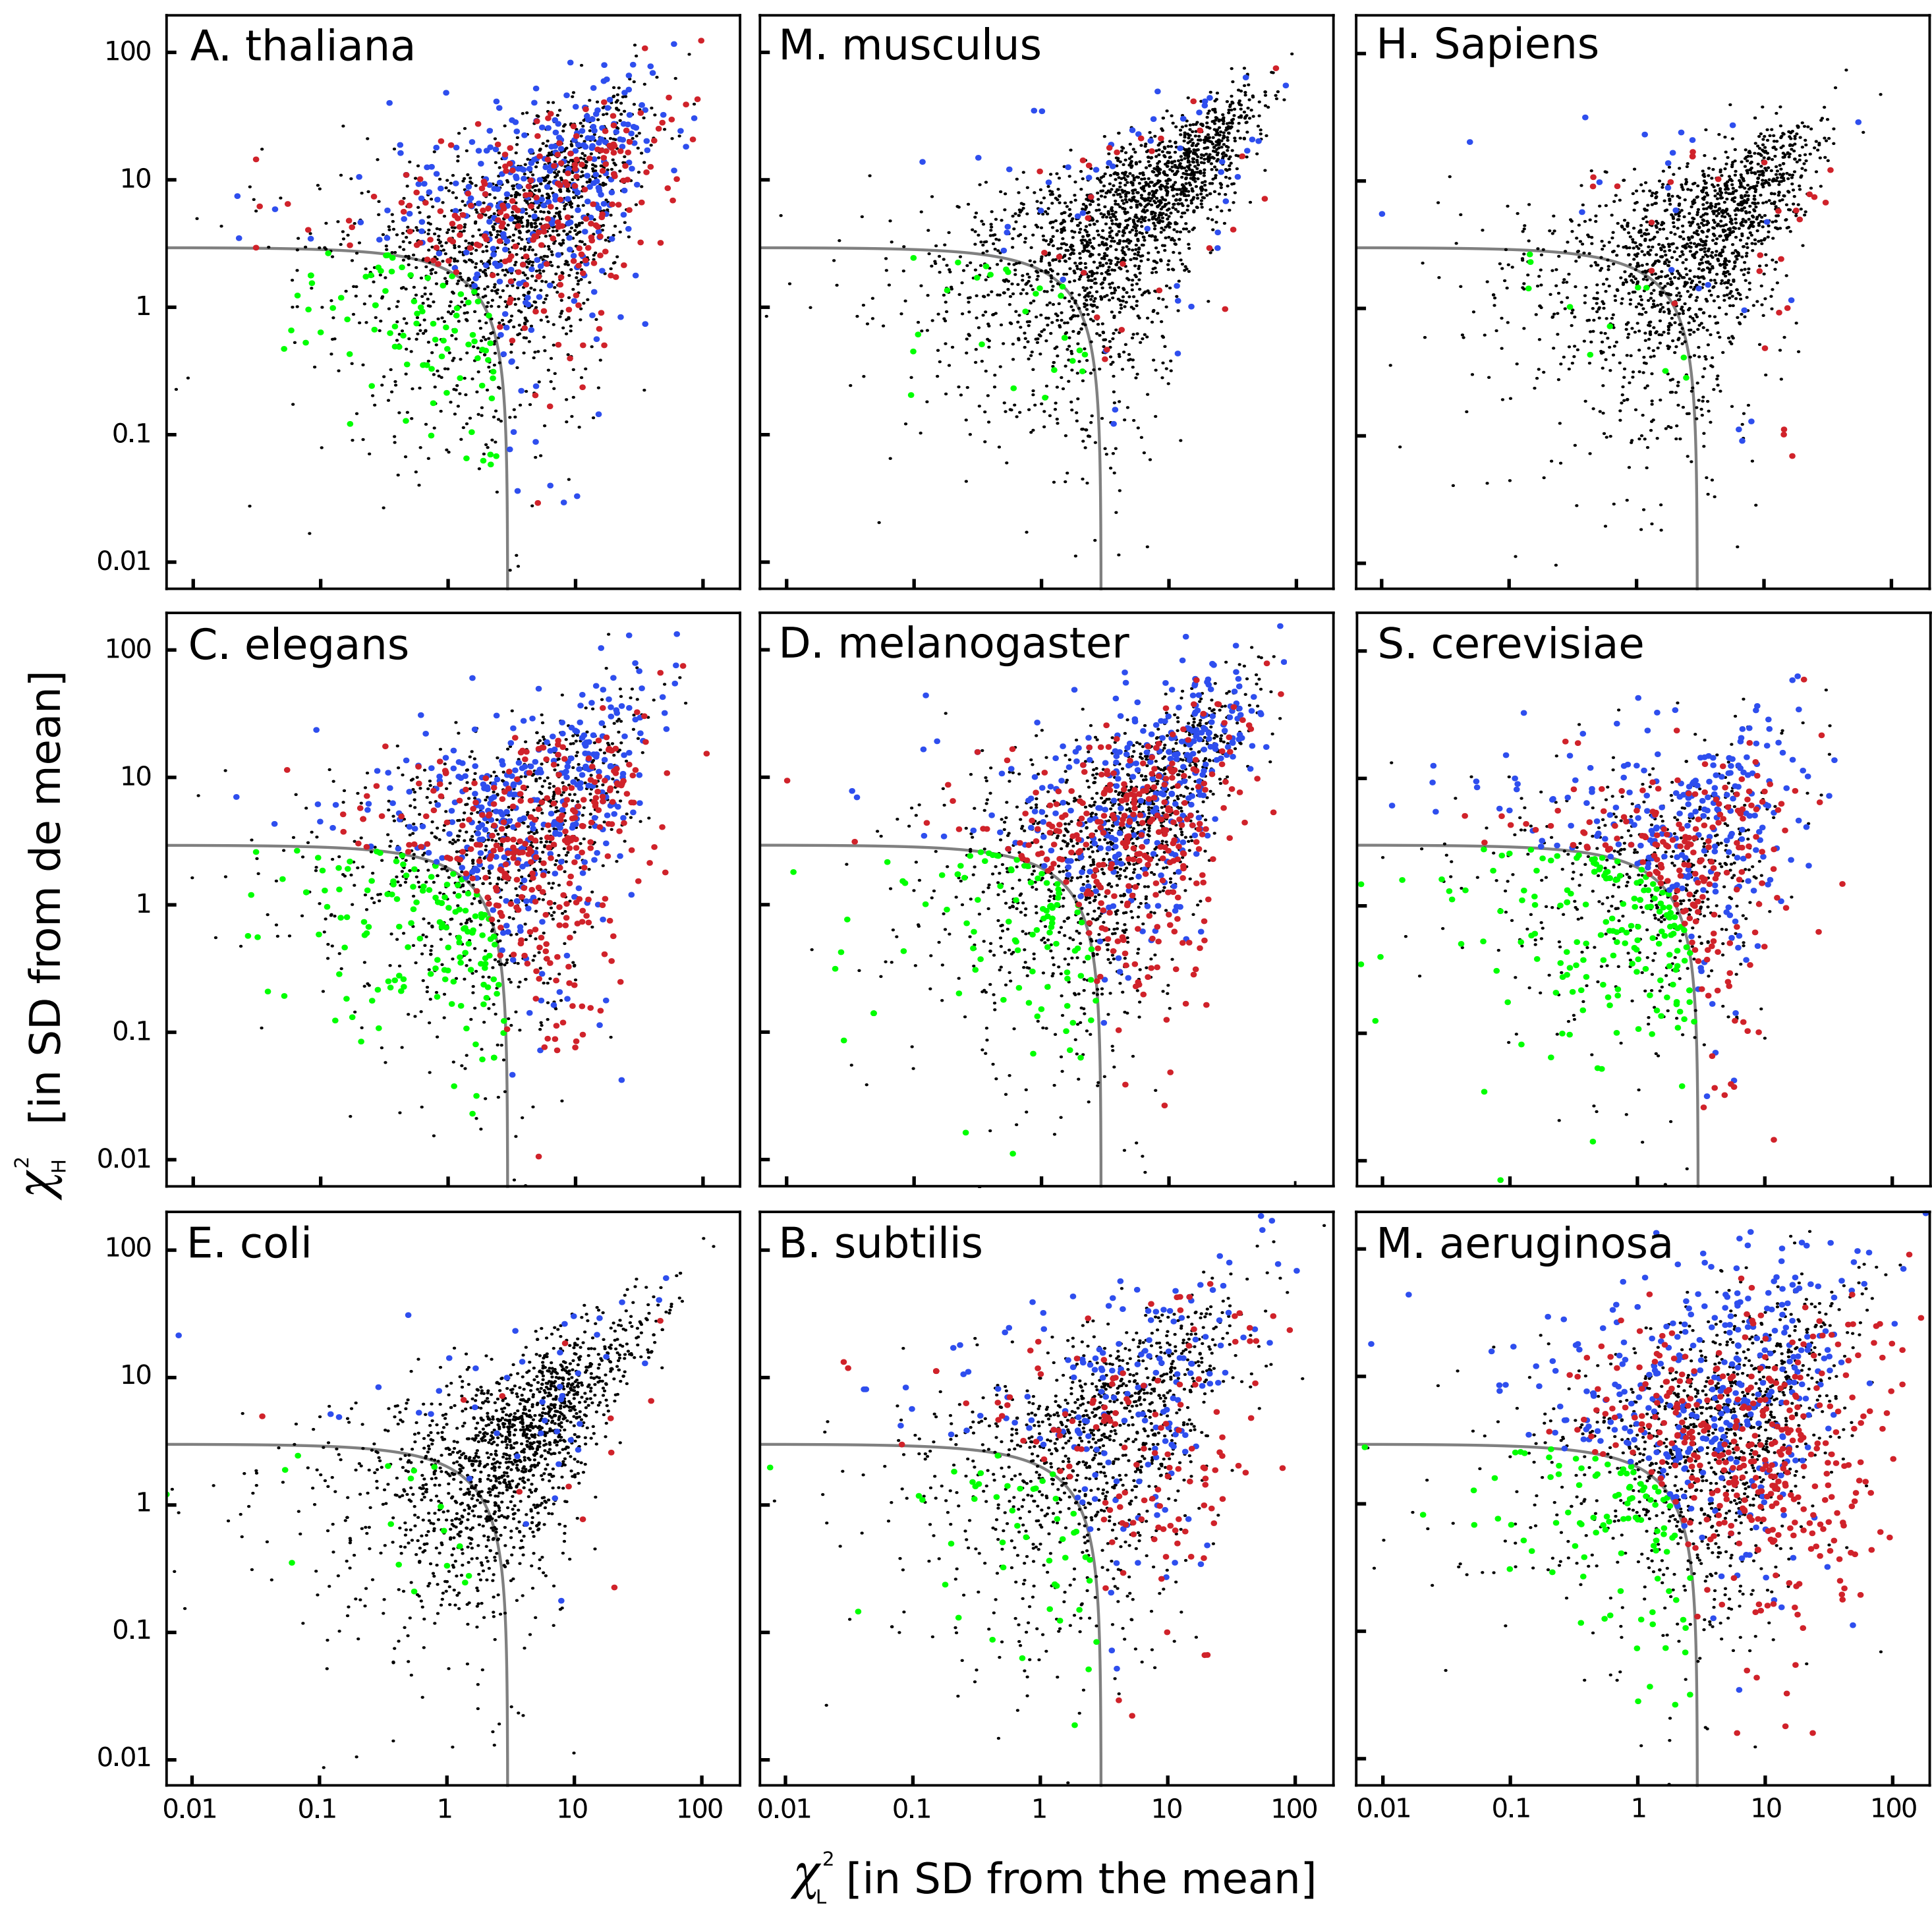 A. thaliana
M. musculus
H. Sapiens
100
10
1
0.1
0.01
C. elegans
D. melanogaster
S. cerevisiae
100
10
1
0.1
0.01
χ²H [in SD from de mean]
E. coli
B. subtilis
M. aeruginosa
100
10
1
0.1
0.01
0.01 0.1 1 10 100
0.01 0.1 1 10 100
0.01 0.1 1 10 100
χ²L [in SD from the mean]